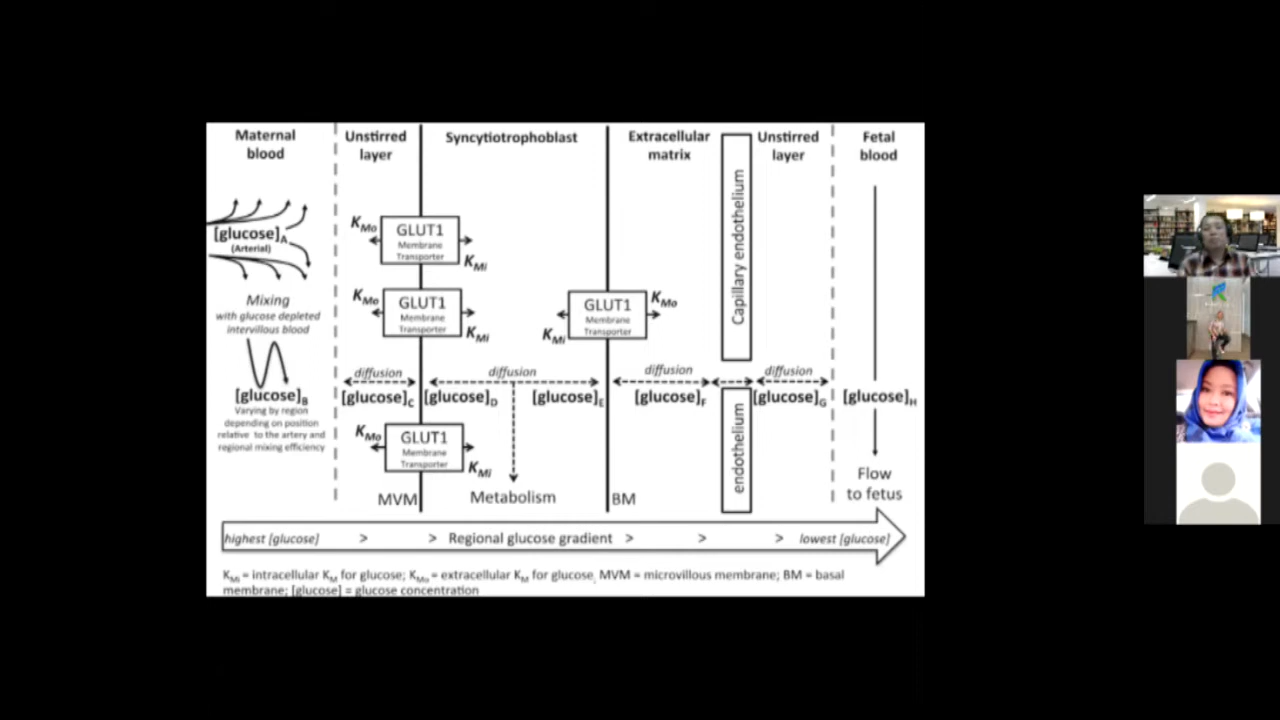 Maternal
blood
Unstirred
layer
Syncytiotrophoblast
Extracellular
matrix
Unstirred
layer
Fetal
blood
[glucose]A
(Arterial)
Mixing
with glucose depleted
intervillous blood
[glucose]B
Varying by region
depending on position
relative to the artery and
regional mixing efficiency
KMo
GLUT1
Membrane
Transporter
KMi
KMo
GLUT1
Membrane
Transporter
KMi
GLUT1
Membrane
Transporter
KMo
KMi
Capillary endothelium
diffusion
diffusion
diffusion
diffusion
[glucose]C
[glucose]D
[glucose]E
[glucose]F
[glucose]G
[glucose]H
KMo
GLUT1
Membrane
Transporter
KMi
endothelium
MVM
Metabolism
BM
Flow
to fetus
highest [glucose] > > Regional glucose gradient > > > lowest [glucose]
KMi = intracellular KM for glucose; KMo = extracellular KM for glucose, MVM = microvillous membrane; BM = basal
membrane; [glucose] = glucose concentration